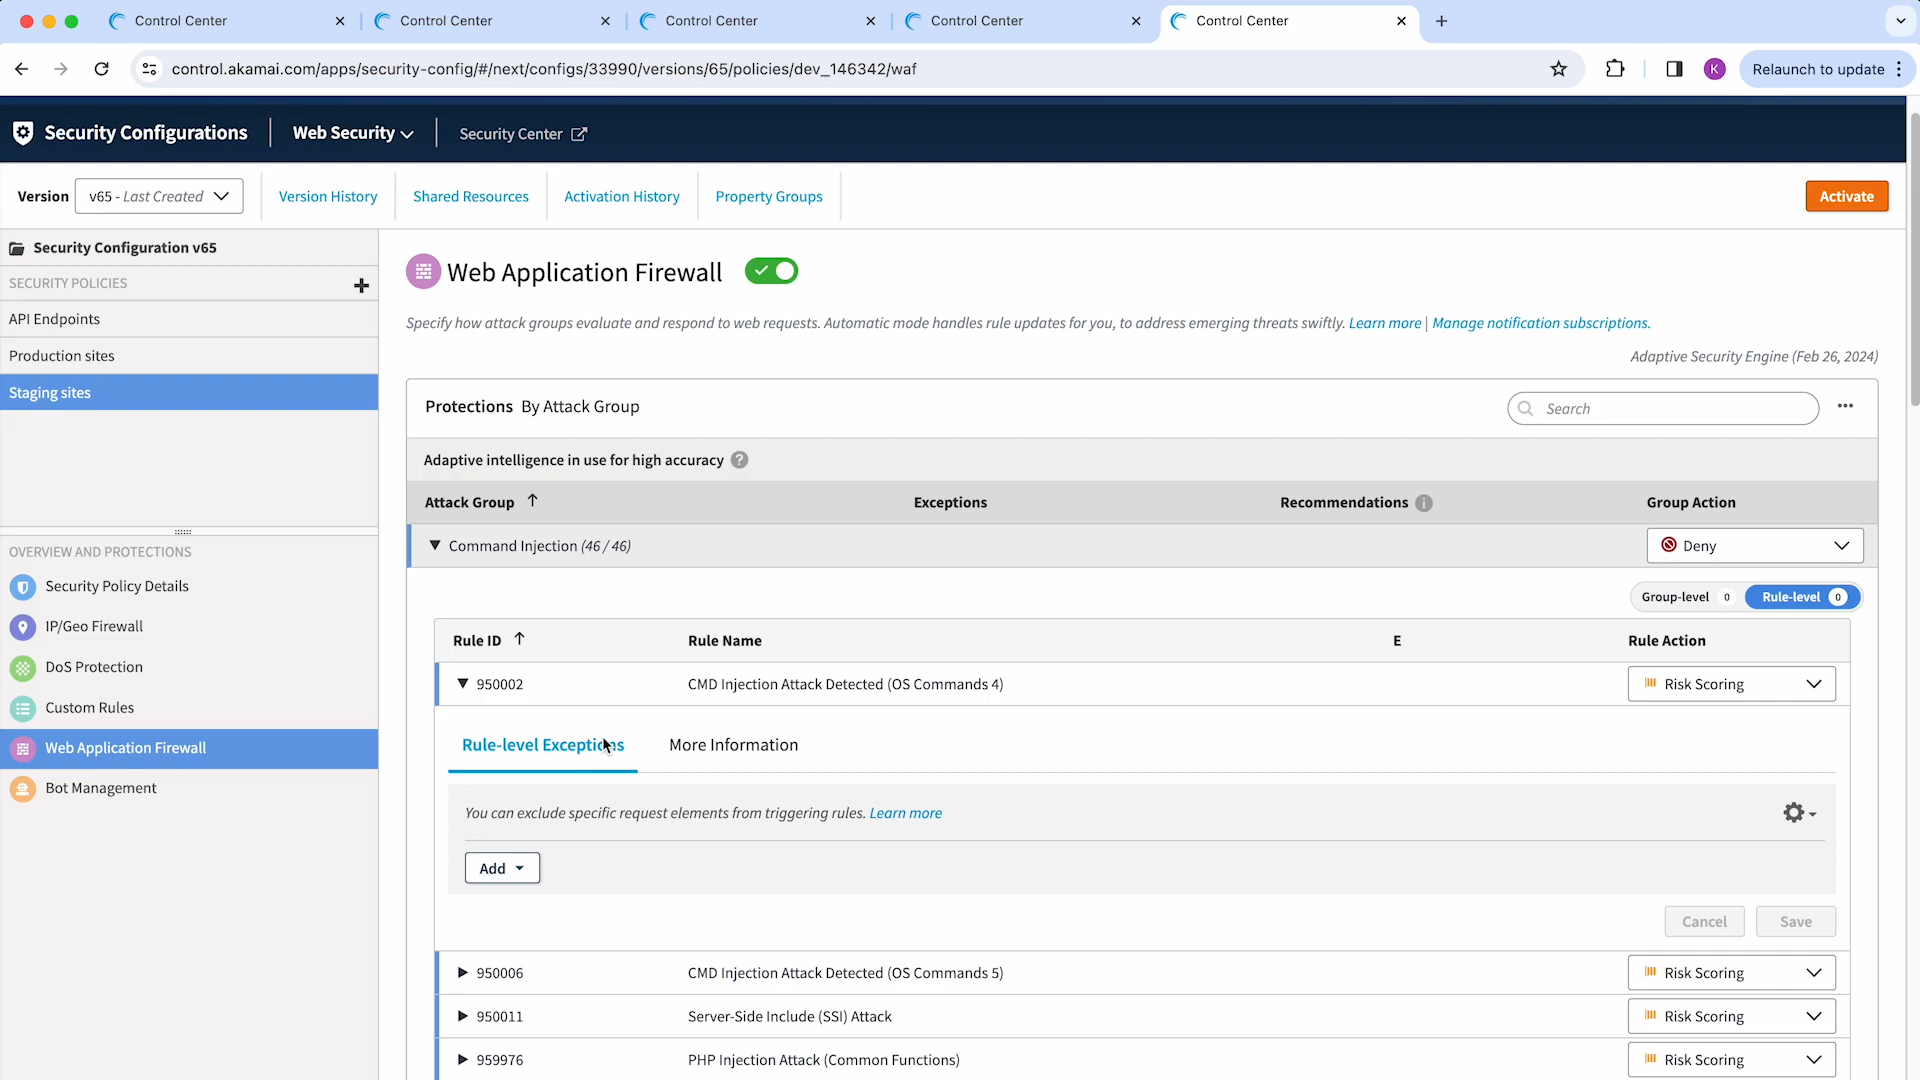 Control Center
Control Center
Control Center
Control Center
Control Center
control.akamai.com/apps/security-config/#/next/configs/33990/versions/65/policies/dev_146342/waf
K
Relaunch to update
Security Configurations
Web Security
Security Center
Version
v65 - Last Created
Version History
Shared Resources
Activation History
Property Groups
Activate
Security Configuration v65
SECURITY POLICIES
API Endpoints
Production sites
Staging sites
OVERVIEW AND PROTECTIONS
Security Policy Details
IP/Geo Firewall
DoS Protection
Custom Rules
Web Application Firewall
Bot Management
Web Application Firewall
Specify how attack groups evaluate and respond to web requests. Automatic mode handles rule updates for you, to address emerging threats swiftly. Learn more | Manage notification subscriptions.
Adaptive Security Engine (Feb 26, 2024)
Protections By Attack Group
Search
Adaptive intelligence in use for high accuracy ?
Attack Group
Exceptions
Recommendations i
Group Action
Command Injection (46 / 46)
Deny
Group-level 0
Rule-level 0
Rule ID
Rule Name
E
Rule Action
950002
CMD Injection Attack Detected (OS Commands 4)
Risk Scoring
Rule-level Exceptions
More Information
You can exclude specific request elements from triggering rules. Learn more
Add
Cancel
Save
950006
CMD Injection Attack Detected (OS Commands 5)
Risk Scoring
950011
Server-Side Include (SSI) Attack
Risk Scoring
959976
PHP Injection Attack (Common Functions)
Risk Scoring